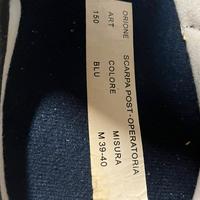 ORIONE
SCARPA POST-OPERATORIA
ART COLORE MISURA
150 BLU M 39-40